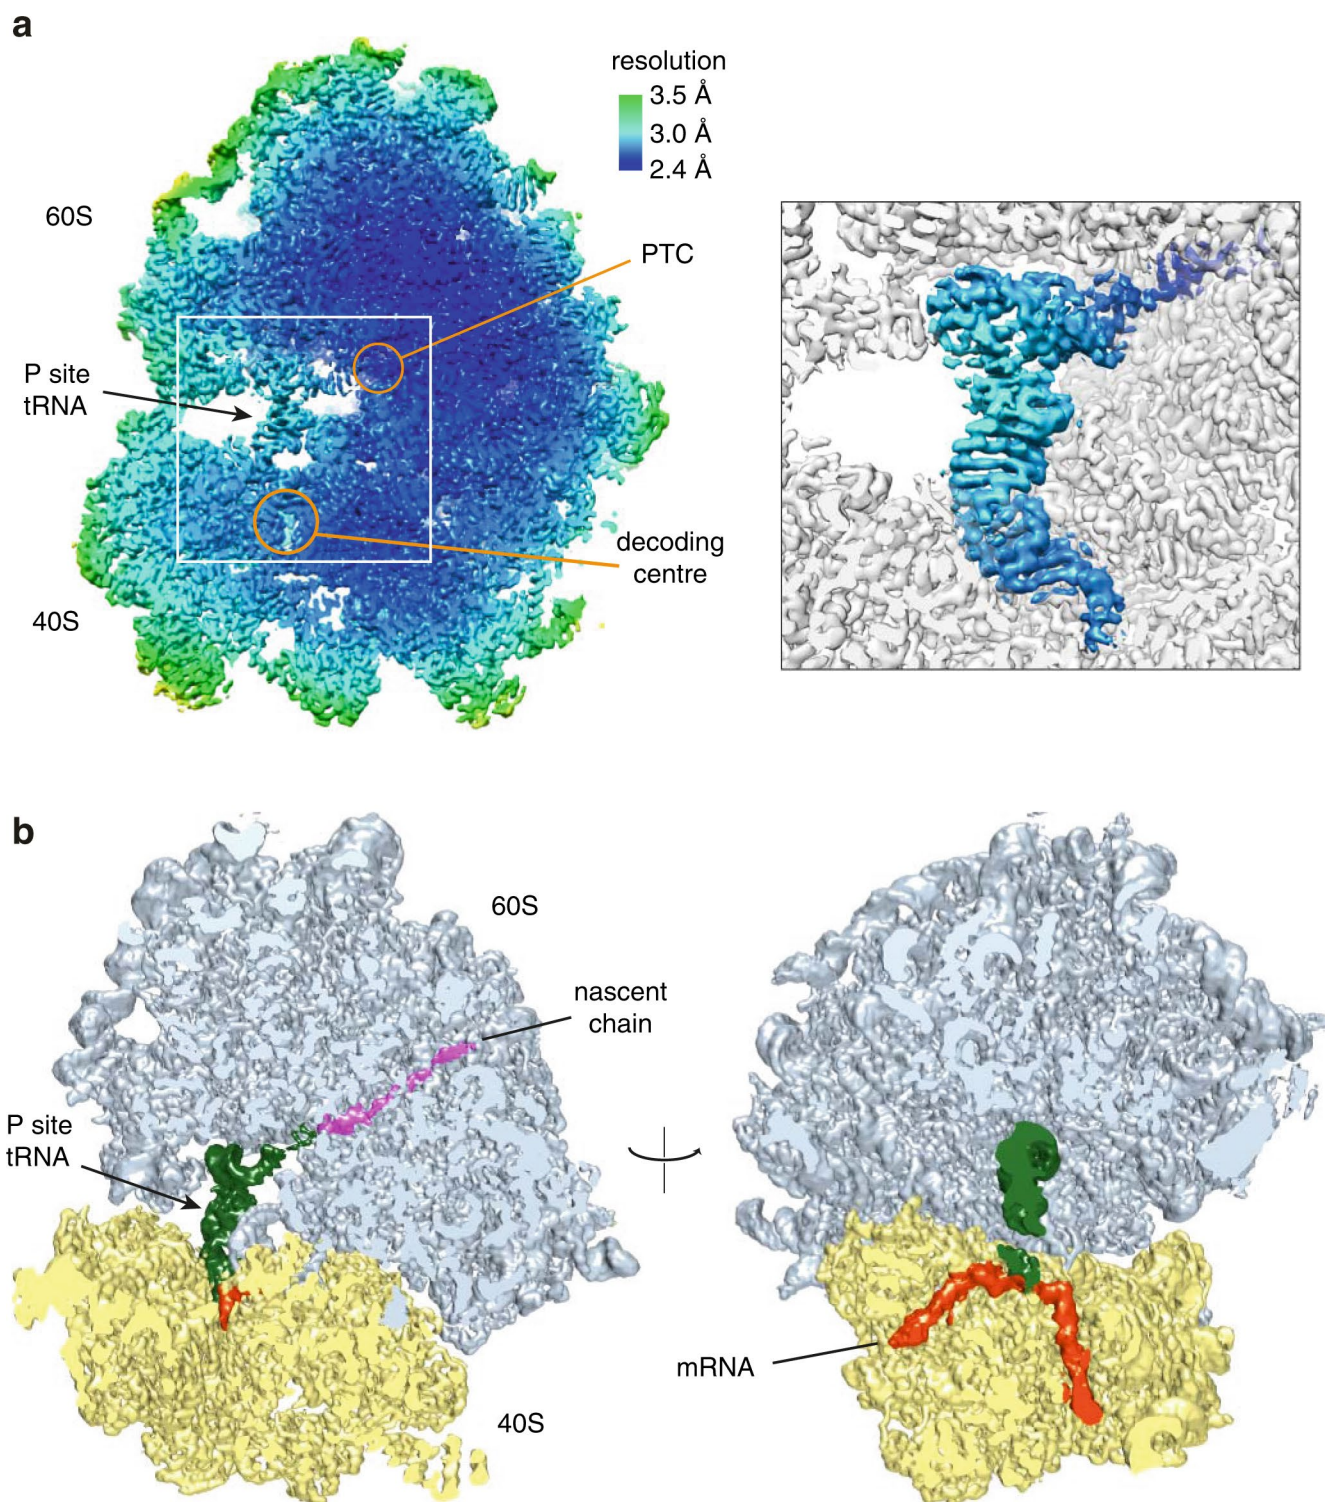 a
resolution
3.5 Å
3.0 Å
2.4 Å
60S
PTC
P site
tRNA
decoding
centre
40S
b
60S
nascent
chain
P site
tRNA
mRNA
40S